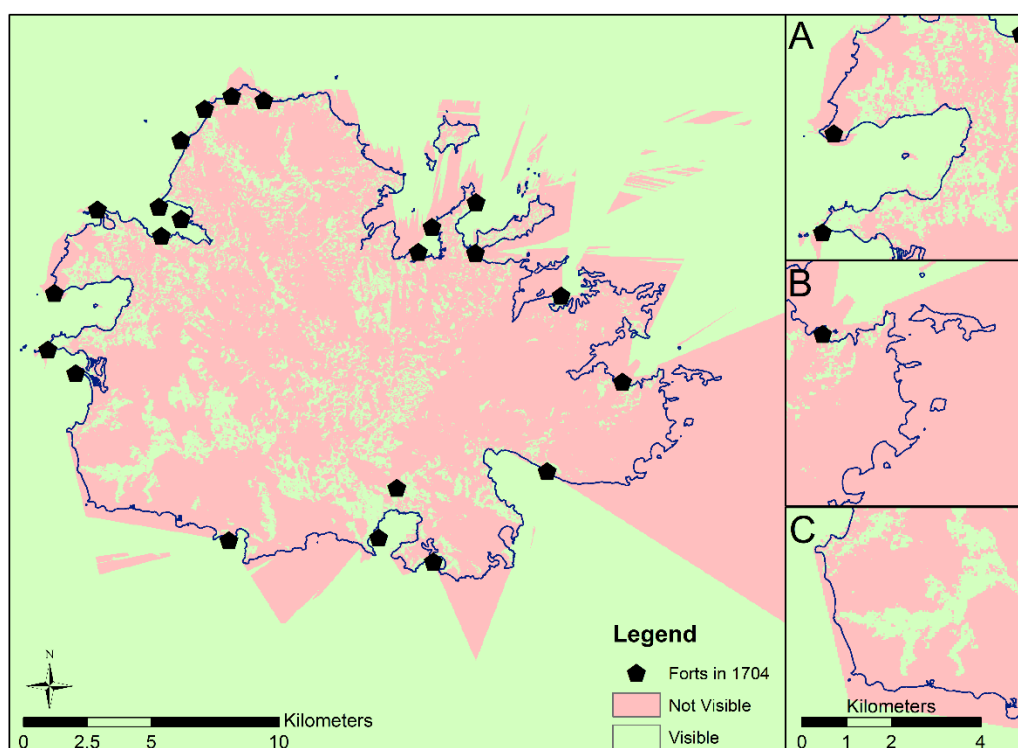 A
B
C
N
Kilometers
0 2.5 5 10
Legend
Forts in 1704
Not Visible
Visible
Kilometers
0 1 2 4